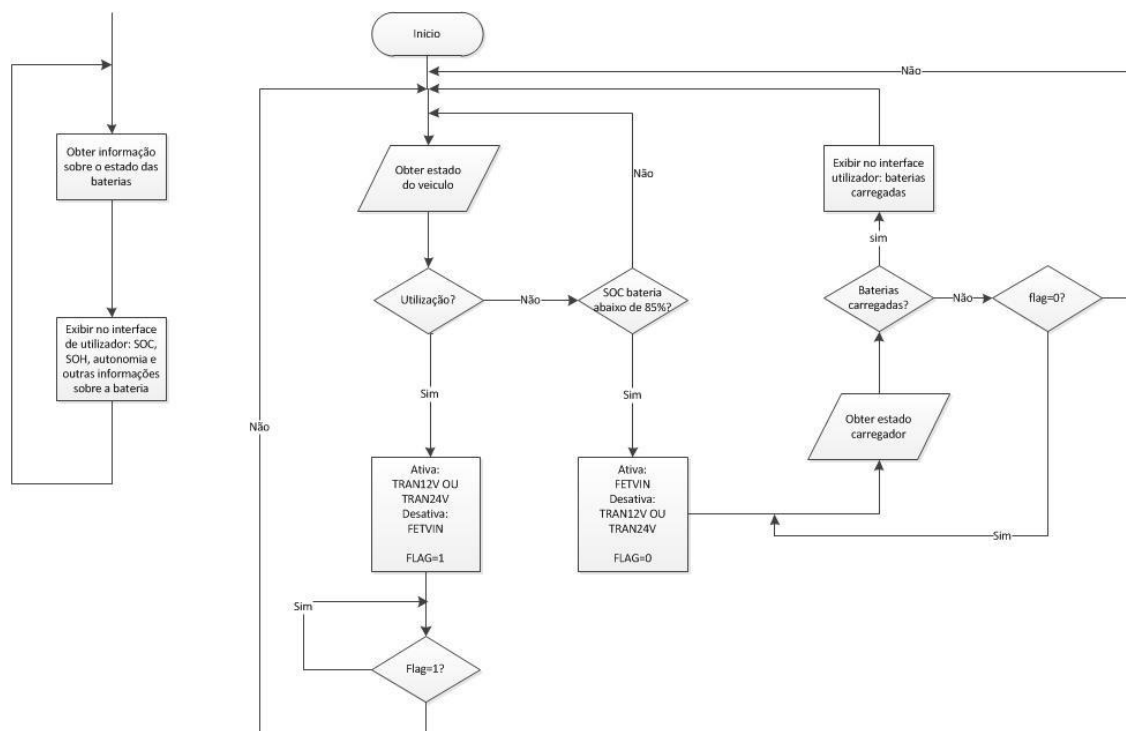 Obter informação
sobre o estado das
baterias
Exibir no interface
de utilizador: SOC,
SOH, autonomia e
outras informações
sobre a bateria
Inicio
Obter estado
do veiculo
Utilização?
Não
SOC bateria
abaixo de 85%?
Não
Sim
Sim
Não
Ativa:
TRAN12V OU
TRAN24V
Desativa:
FETVIN
FLAG=1
Sim
Flag=1?
Ativa:
FETVIN
Desativa:
TRAN12V OU
TRAN24V
FLAG=0
Obter estado
carregador
Baterias
carregadas?
sim
Exibir no interface
utilizador: baterias
carregadas
Não
flag=0?
Sim
Não